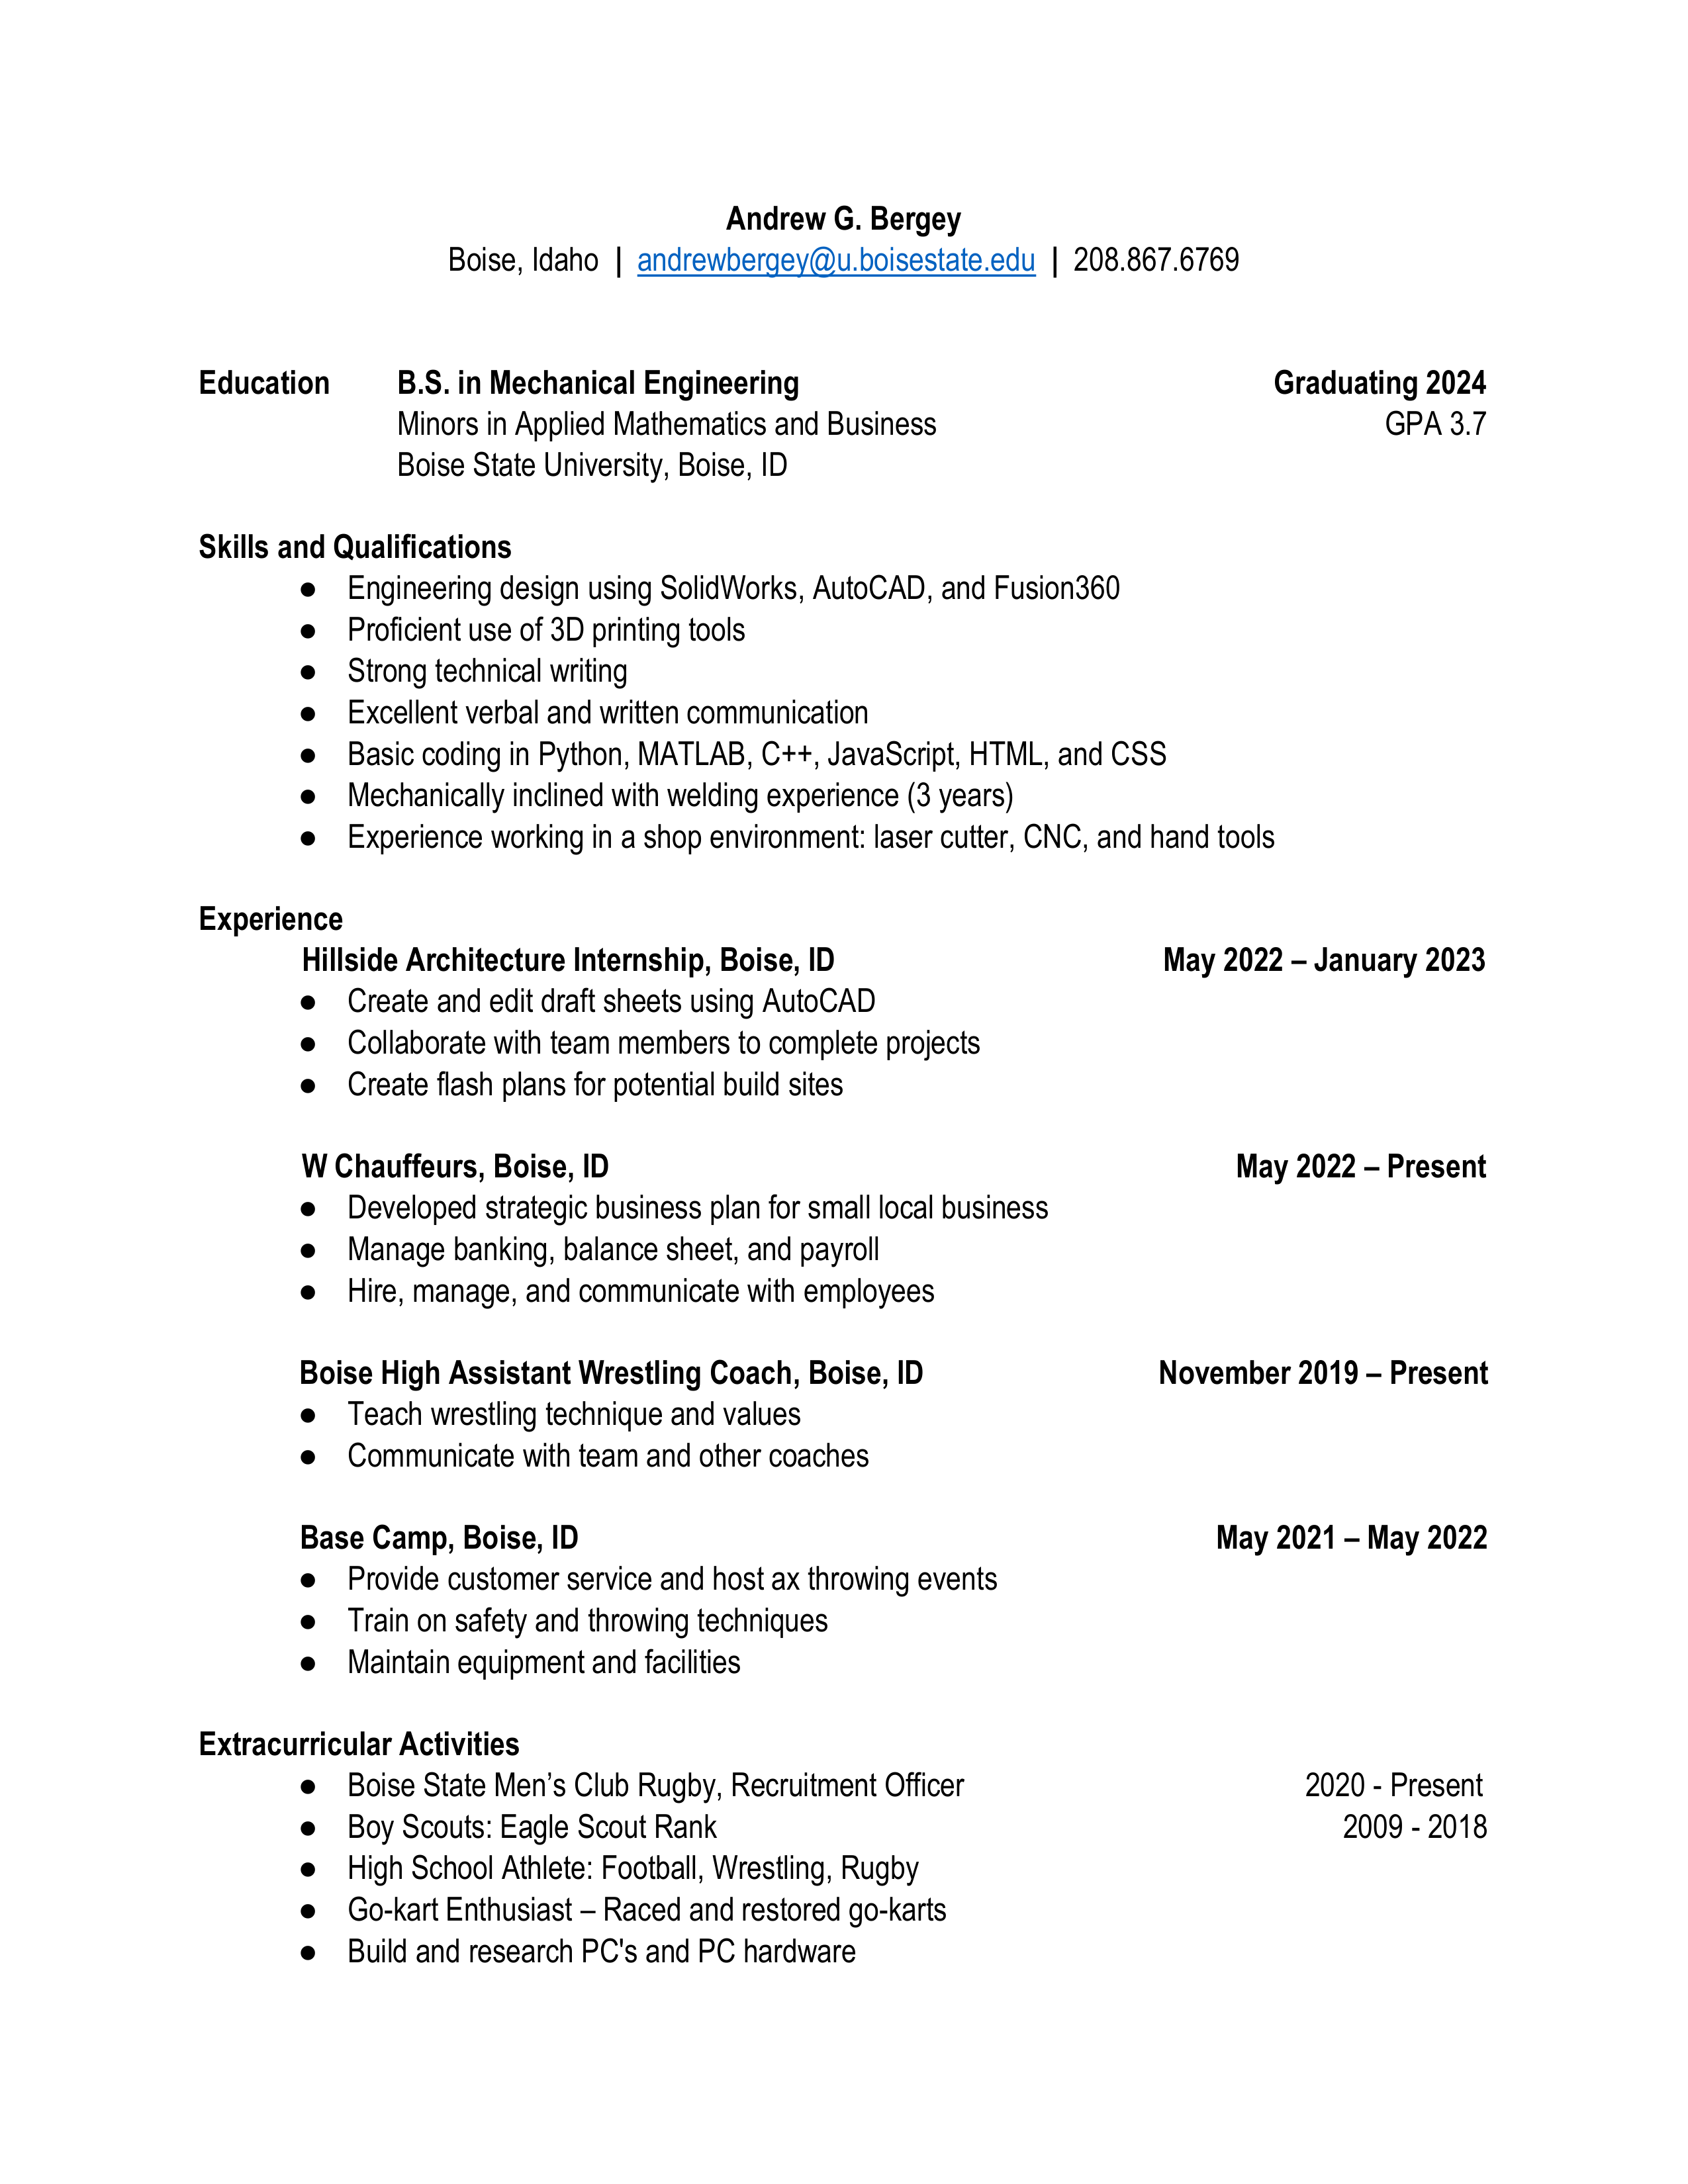 Andrew G. Bergey
Boise, Idaho | andrewbergey@u.boisestate.edu | 208.867.6769
Education B.S. in Mechanical Engineering Graduating 2024
Minors in Applied Mathematics and Business GPA 3.7
Boise State University, Boise, ID
Skills and Qualifications
● Engineering design using SolidWorks, AutoCAD, and Fusion360
● Proficient use of 3D printing tools
● Strong technical writing
● Excellent verbal and written communication
● Basic coding in Python, MATLAB, C++, JavaScript, HTML, and CSS
● Mechanically inclined with welding experience (3 years)
● Experience working in a shop environment: laser cutter, CNC, and hand tools
Experience
Hillside Architecture Internship, Boise, ID May 2022 – January 2023
● Create and edit draft sheets using AutoCAD
● Collaborate with team members to complete projects
● Create flash plans for potential build sites
W Chauffeurs, Boise, ID May 2022 – Present
● Developed strategic business plan for small local business
● Manage banking, balance sheet, and payroll
● Hire, manage, and communicate with employees
Boise High Assistant Wrestling Coach, Boise, ID November 2019 – Present
● Teach wrestling technique and values
● Communicate with team and other coaches
Base Camp, Boise, ID May 2021 – May 2022
● Provide customer service and host ax throwing events
● Train on safety and throwing techniques
● Maintain equipment and facilities
Extracurricular Activities
● Boise State Men’s Club Rugby, Recruitment Officer 2020 - Present
● Boy Scouts: Eagle Scout Rank 2009 - 2018
● High School Athlete: Football, Wrestling, Rugby
● Go-kart Enthusiast – Raced and restored go-karts
● Build and research PC's and PC hardware